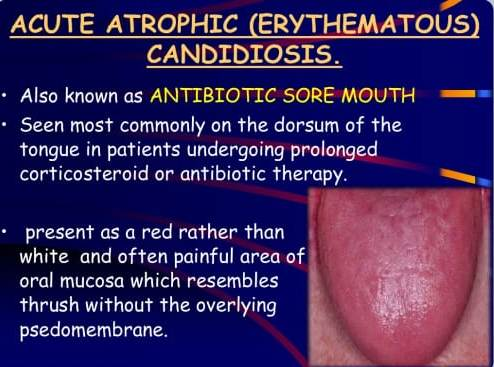 ACUTE ATROPHIC (ERYTHEMATOUS)
CANDIDIOSIS.
• Also known as ANTIBIOTIC SORE MOUTH
• Seen most commonly on the dorsum of the
tongue in patients undergoing prolonged
corticosteroid or antibiotic therapy.
• present as a red rather than
white and often painful area of
oral mucosa which resembles
thrush without the overlying
psedomembrane.